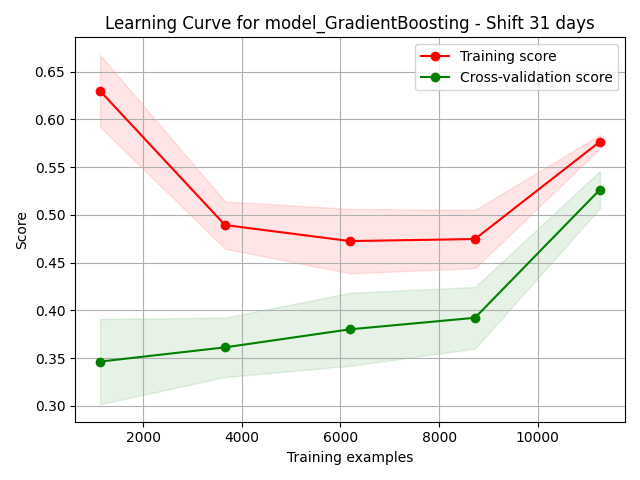 Learning Curve for model_GradientBoosting - Shift 31 days
Training score
Cross-validation score
Score
0.65
0.60
0.55
0.50
0.45
0.40
0.35
0.30
2000
4000
6000
8000
10000
Training examples